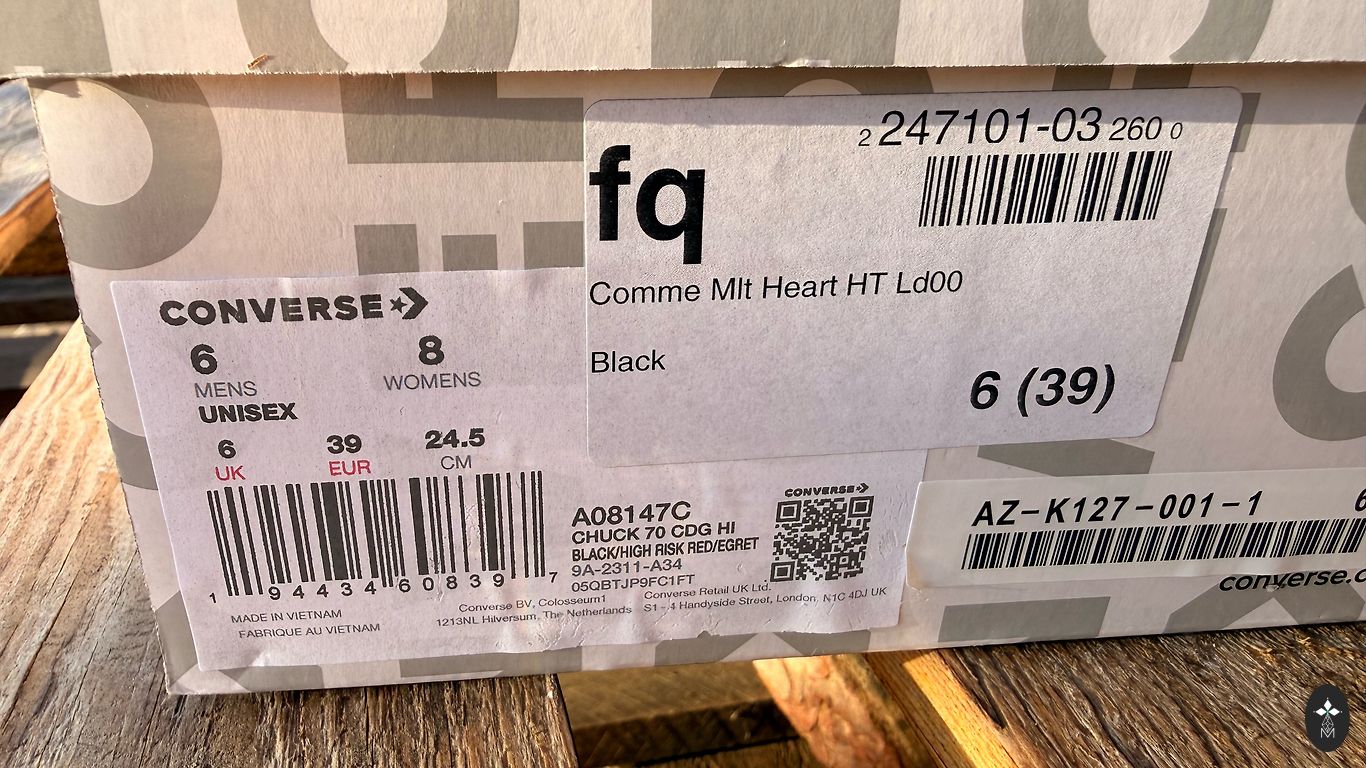 2 247101-03 260 0
fq
Comme Mlt Heart HT Ld00
Black
6 (39)
CONVERSE
6 8
MENS WOMENS
UNISEX
6 39 24.5
UK EUR CM
1 94434 60839 7
MADE IN VIETNAM
FABRIQUE AU VIETNAM
CONVERSE
A08147C
CHUCK 70 CDG HI
BLACK/HIGH RISK RED/EGRET
9A-2311-A34
05QBTJP9FC1FT
Converse BV, Colosseum1
1213NL Hilversum, The Netherlands
Converse Retail UK Ltd.
S1 - 4 Handyside Street, London, N1C 4DJ UK
AZ-K127-001-1 6
converse.c
M